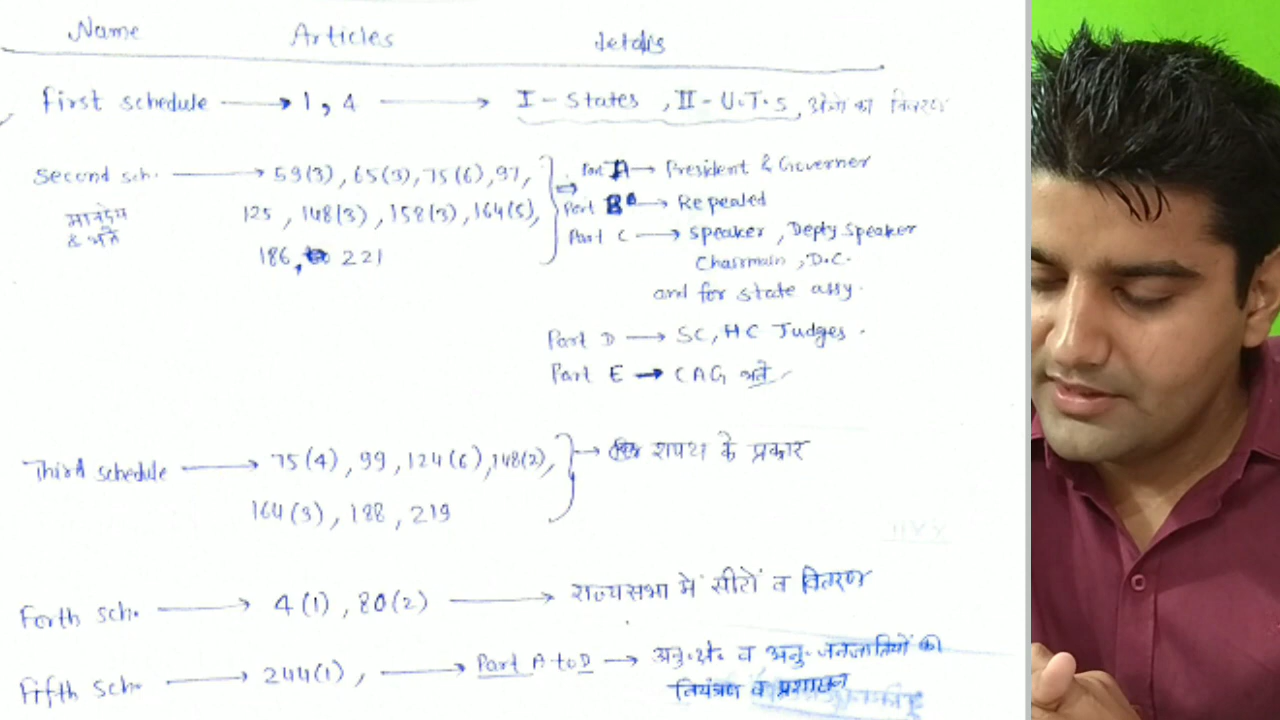 Name Articles details
First schedule → 1, 4 → I - States, II - U.T.s,
Second sch. → 59(3), 65(3), 75(6), 97, Part A → President & Governer
मानदेय 125, 148(3), 158(3), 164(5), Part B → Repealed
& भत्ते 186, 221 Part C → Speaker, Depty Speaker
Chairmain, D.C.
and for state assy.
Part D → SC, HC Judges.
Part E → CAG भत्ते
Third schedule → 75(4), 99, 124(6), 148(2), → शपथ के प्रकार
164(3), 188, 219
Forth sch. → 4(1), 80(2) → राज्यसभा में सीटों व वितरण
Fifth Sch. → 244(1), → Part A to D → अनु. क्षे. व अनु. जनजातियों की
नियंत्रण व प्रशासन